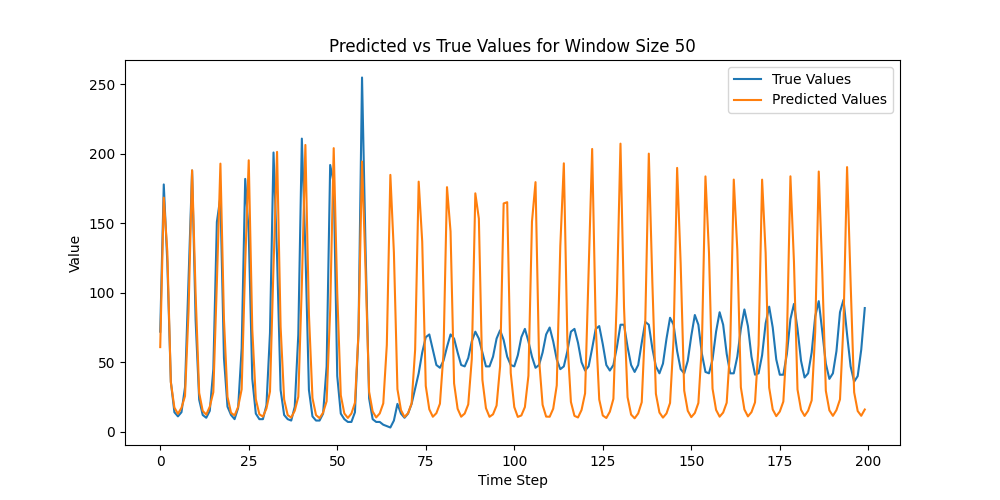 Predicted vs True Values for Window Size 50
True Values
Predicted Values
250
200
150
100
50
0
Value
0 25 50 75 100 125 150 175 200
Time Step